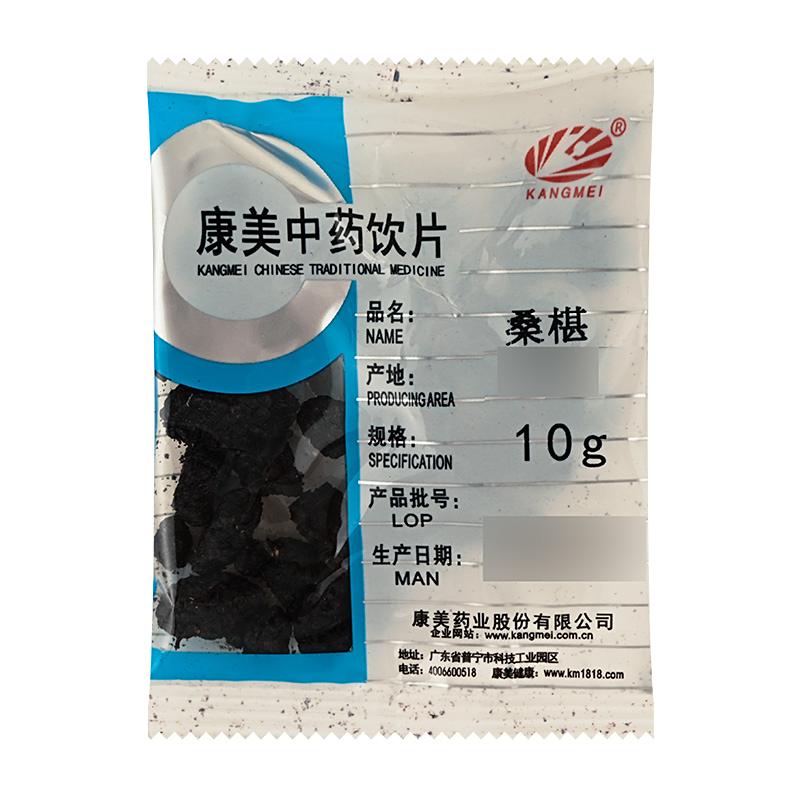 ®
KANGMEI
康美中药饮片
KANGMEI CHINESE TRADITIONAL MEDICINE
品名: 桑椹
NAME
产地:
PRODUCING AREA
规格: 10g
SPECIFICATION
产品批号:
LOP
生产日期:
MAN
康美药业股份有限公司
企业网站: www.kangmei.com.cn
地址: 广东省普宁市科技工业园区
电话: 4006600518 康美健康: www.km1818.com